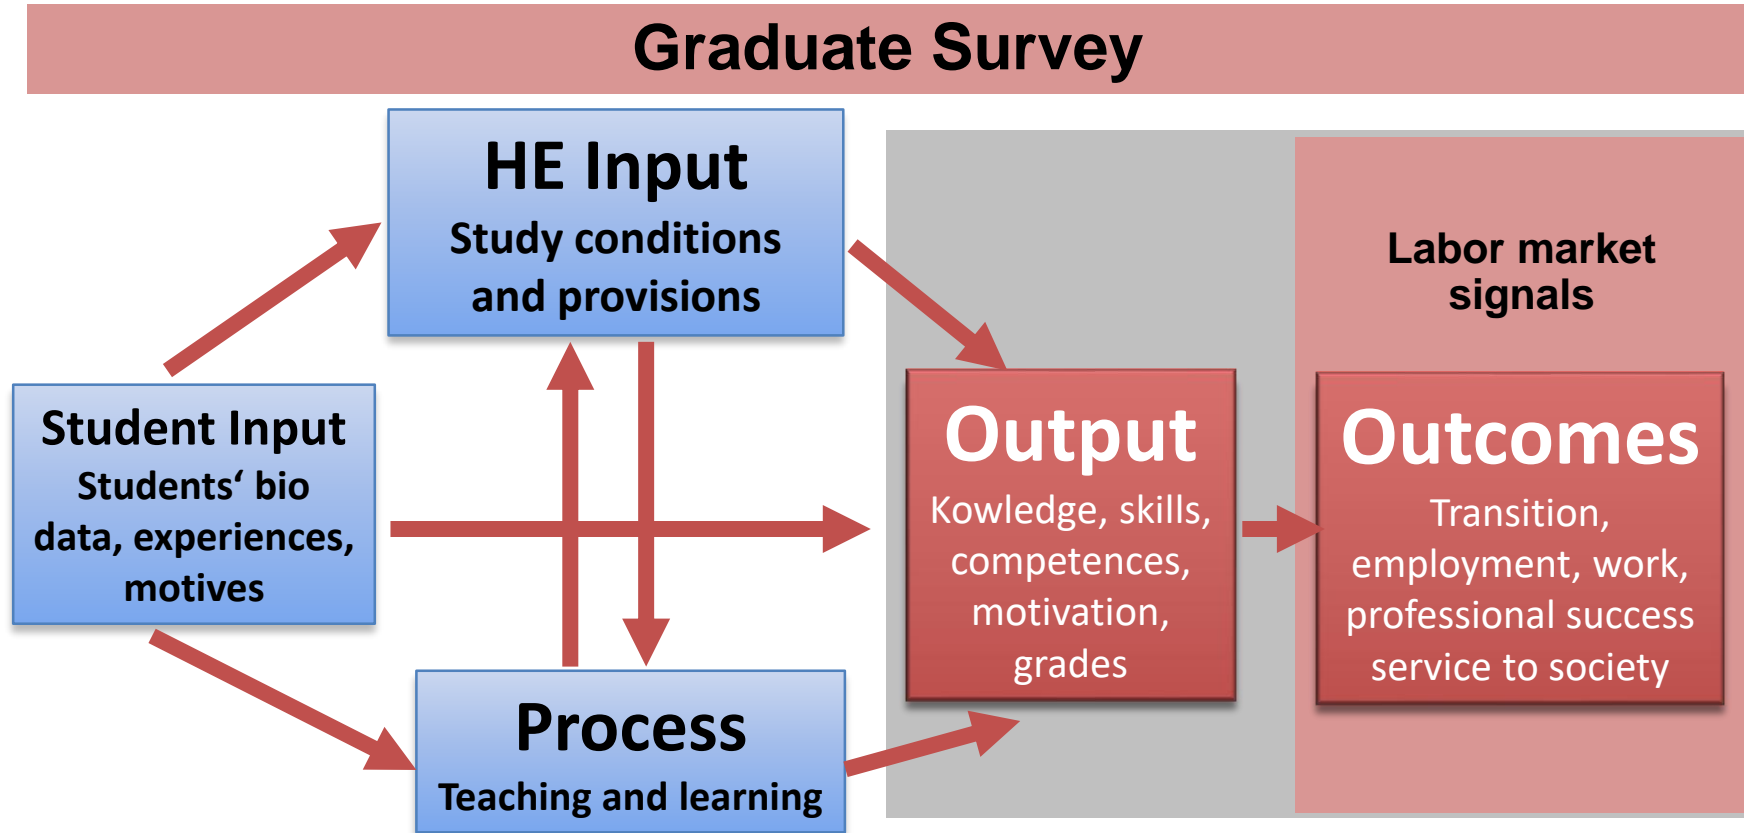 Graduate Survey
HE Input
Study conditions
and provisions
Labor market
signals
Student Input
Students‘ bio
data, experiences,
motives
Output
Kowledge, skills,
competences,
motivation,
grades
Outcomes
Transition,
employment, work,
professional success
service to society
Process
Teaching and learning